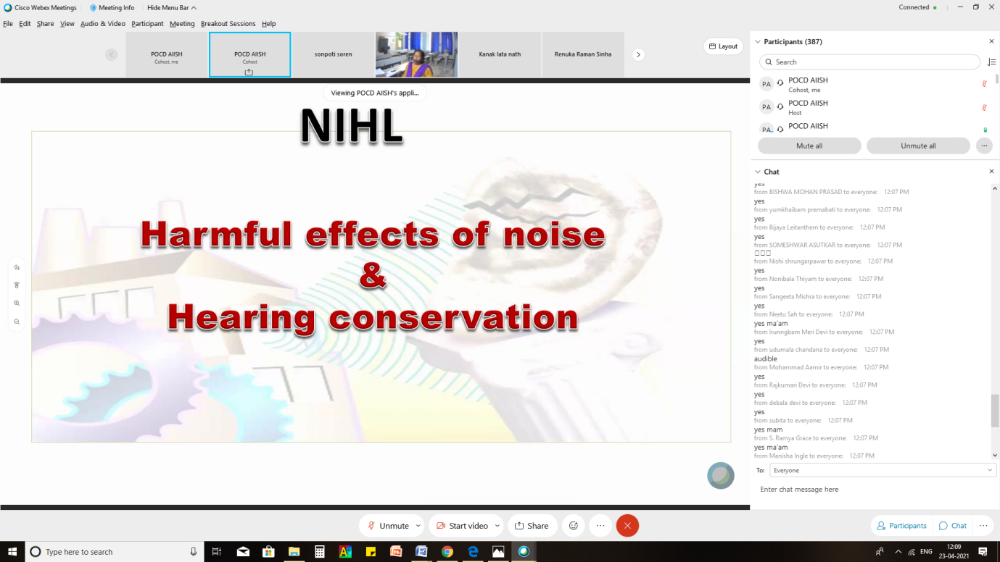 Cisco Webex Meetings
Meeting Info
Hide Menu Bar
Connected
File Edit Share View Audio & Video Participant Meeting Breakout Sessions Help
POCD AIISH
Cohost, me
POCD AIISH
Cohost
sonpoti soren
Kanak lata nath
Renuka Raman Sinha
Layout
Viewing POCD AIISH's appli...
NIHL
Harmful effects of noise
&
Hearing conservation
Participants (387)
Search
PA
POCD AIISH
Cohost, me
PA
POCD AIISH
Host
PA
POCD AIISH
Mute all
Unmute all
Chat
yes
from BISHWA MOHAN PRASAD to everyone: 12:07 PM
yes
from yumkhaibam premabati to everyone: 12:07 PM
yes
from Bijaya Leitanthem to everyone: 12:07 PM
yes
from SOMESHWAR ASUTKAR to everyone: 12:07 PM
from Nishi shrungarpawar to everyone: 12:07 PM
yes
from Nonibala Thiyam to everyone: 12:07 PM
yes
from Sangeeta Mishra to everyone: 12:07 PM
yes
from Neetu Sah to everyone: 12:07 PM
yes ma'am
from Irunngbam Meri Devi to everyone: 12:07 PM
yes
from udumala chandana to everyone: 12:07 PM
audible
from Mohammad Aamir to everyone: 12:07 PM
yes
from Rajkumari Devi to everyone: 12:07 PM
yes
from debala devi to everyone: 12:07 PM
yes
from subita to everyone: 12:07 PM
yes mam
from S. Ramya Grace to everyone: 12:07 PM
yes ma'am
from Manisha Ingle to everyone: 12:07 PM
To: Everyone
Enter chat message here
Unmute
Start video
Share
Participants
Chat
Type here to search
ENG
12:09
23-04-2021